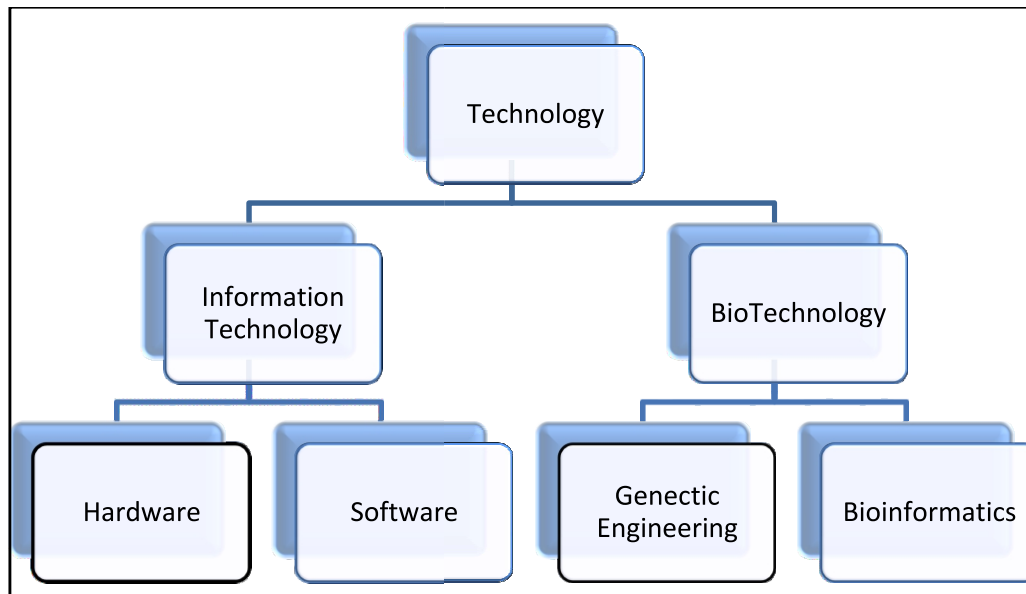 Technology
Information
Technology
BioTechnology
Hardware
Software
Genectic
Engineering
Bioinformatics